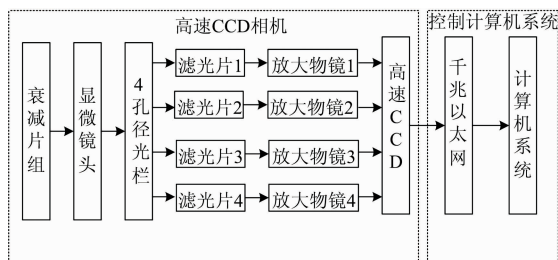 高速CCD相机
控制计算机系统
衰减片组
显微镜头
4孔径光栏
滤光片1
放大物镜1
滤光片2
放大物镜2
滤光片3
放大物镜3
滤光片4
放大物镜4
高速CCD
千兆以太网
计算机系统